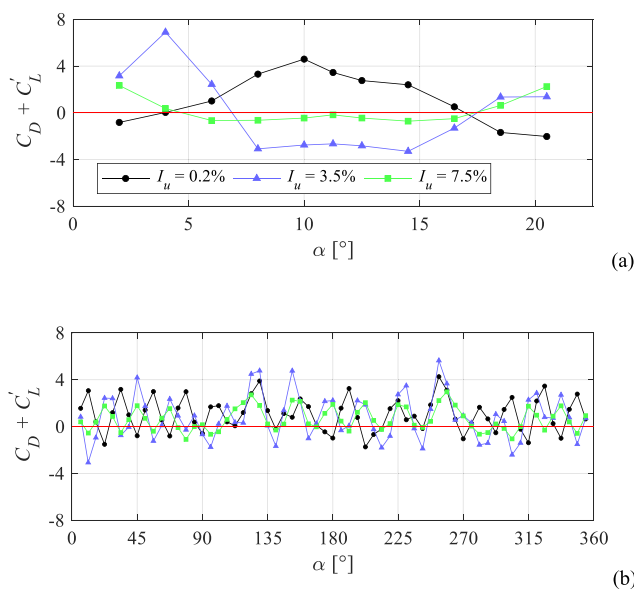 8
4
0
-4
-8
C_D + C'_L
I_u = 0.2% I_u = 3.5% I_u = 7.5%
0 5 10 15 20
α [°]
(a)
8
4
0
-4
-8
C_D + C'_L
0 45 90 135 180 225 270 315 360
α [°]
(b)